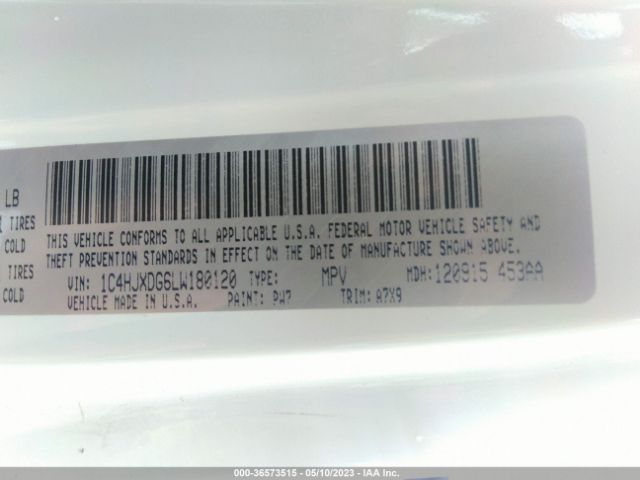 LB
TIRES
COLD
TIRES
COLD
THIS VEHICLE CONFORMS TO ALL APPLICABLE U.S.A. FEDERAL MOTOR VEHICLE SAFETY AND
THEFT PREVENTION STANDARDS IN EFFECT ON THE DATE OF MANUFACTURE SHOWN ABOVE.
VIN: 1C4HJXDG6LW180120 TYPE: MPV MDH: 120915 453AA
VEHICLE MADE IN U.S.A. PAINT: PW7 TRIM: A7X9
000-36573515 - 05/10/2023 - IAA Inc.